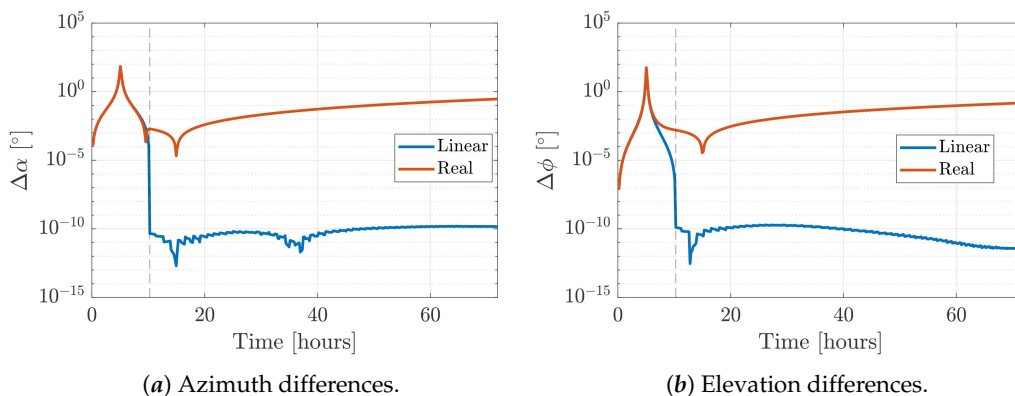 10^5
10^0
10^-5
10^-10
10^-15
Δα [°]
0 20 40 60
Time [hours]
Linear
Real
(a) Azimuth differences.
10^5
10^0
10^-5
10^-10
10^-15
Δϕ [°]
0 20 40 60
Time [hours]
Linear
Real
(b) Elevation differences.